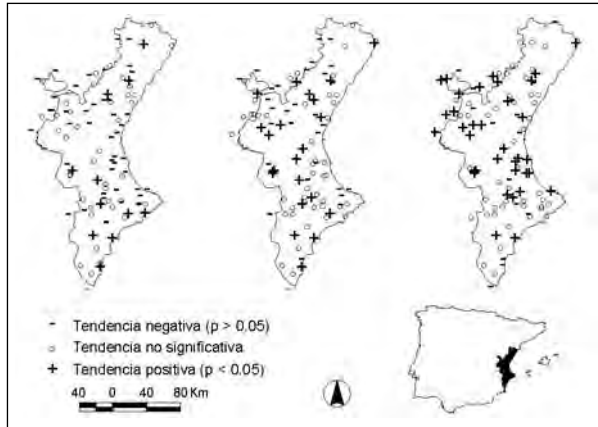 - Tendencia negativa (p > 0,05)
○ Tendencia no significativa
+ Tendencia positiva (p < 0,05)
40 0 40 80 Km